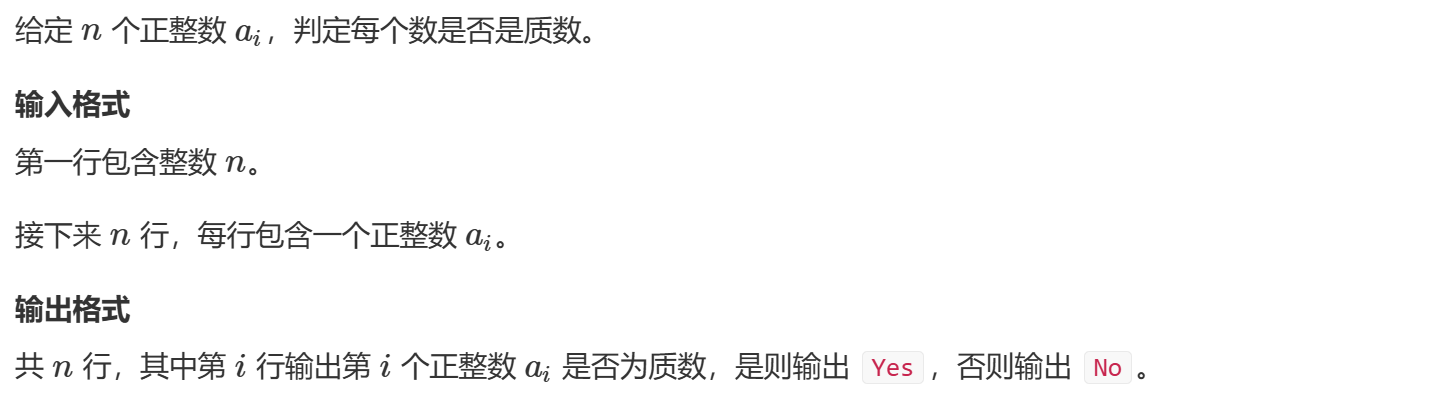 给定 n 个正整数 aᵢ，判定每个数是否是质数。
输入格式
第一行包含整数 n。
接下来 n 行，每行包含一个正整数 aᵢ。
输出格式
共 n 行，其中第 i 行输出第 i 个正整数 aᵢ 是否为质数，是则输出 Yes，否则输出 No。